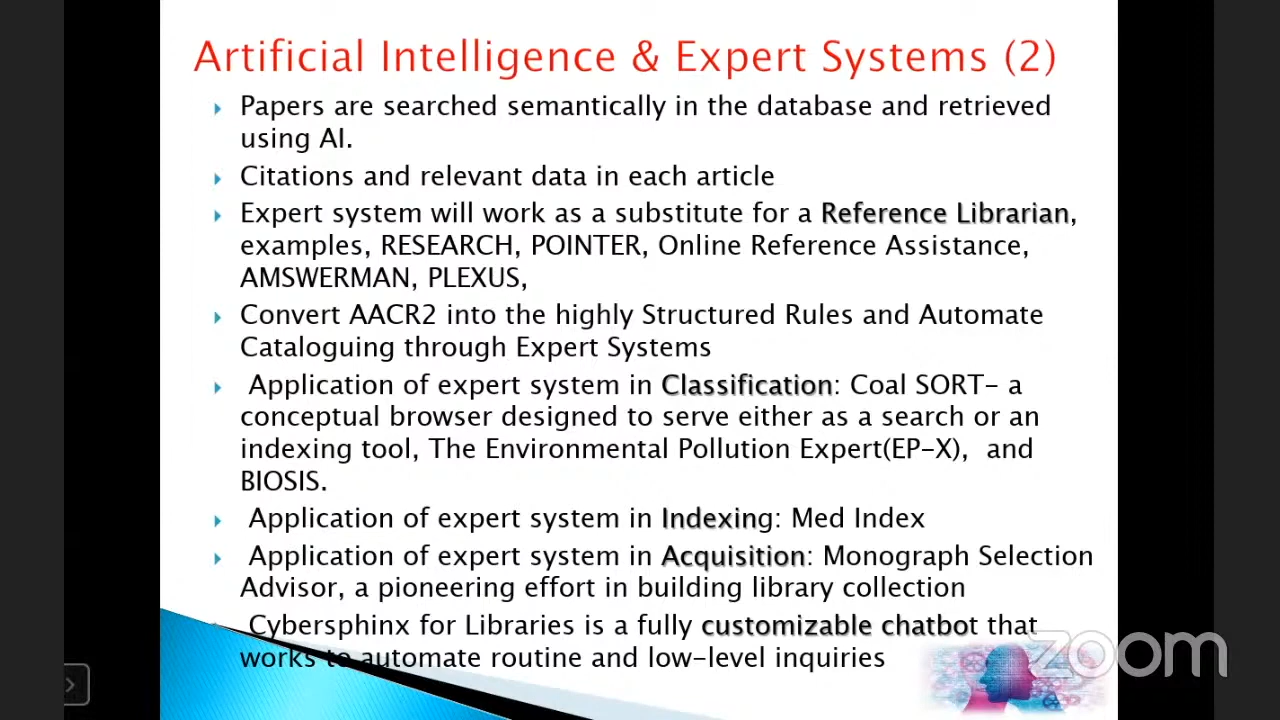 Artificial Intelligence & Expert Systems (2)
Papers are searched semantically in the database and retrieved
using AI.
Citations and relevant data in each article
Expert system will work as a substitute for a Reference Librarian,
examples, RESEARCH, POINTER, Online Reference Assistance,
AMSWERMAN, PLEXUS,
Convert AACR2 into the highly Structured Rules and Automate
Cataloguing through Expert Systems
Application of expert system in Classification: Coal SORT- a
conceptual browser designed to serve either as a search or an
indexing tool, The Environmental Pollution Expert(EP-X),  and
BIOSIS.
Application of expert system in Indexing: Med Index
Application of expert system in Acquisition: Monograph Selection
Advisor, a pioneering effort in building library collection
Cybersphinx for Libraries is a fully customizable chatbot that
works to automate routine and low-level inquiries
zoom